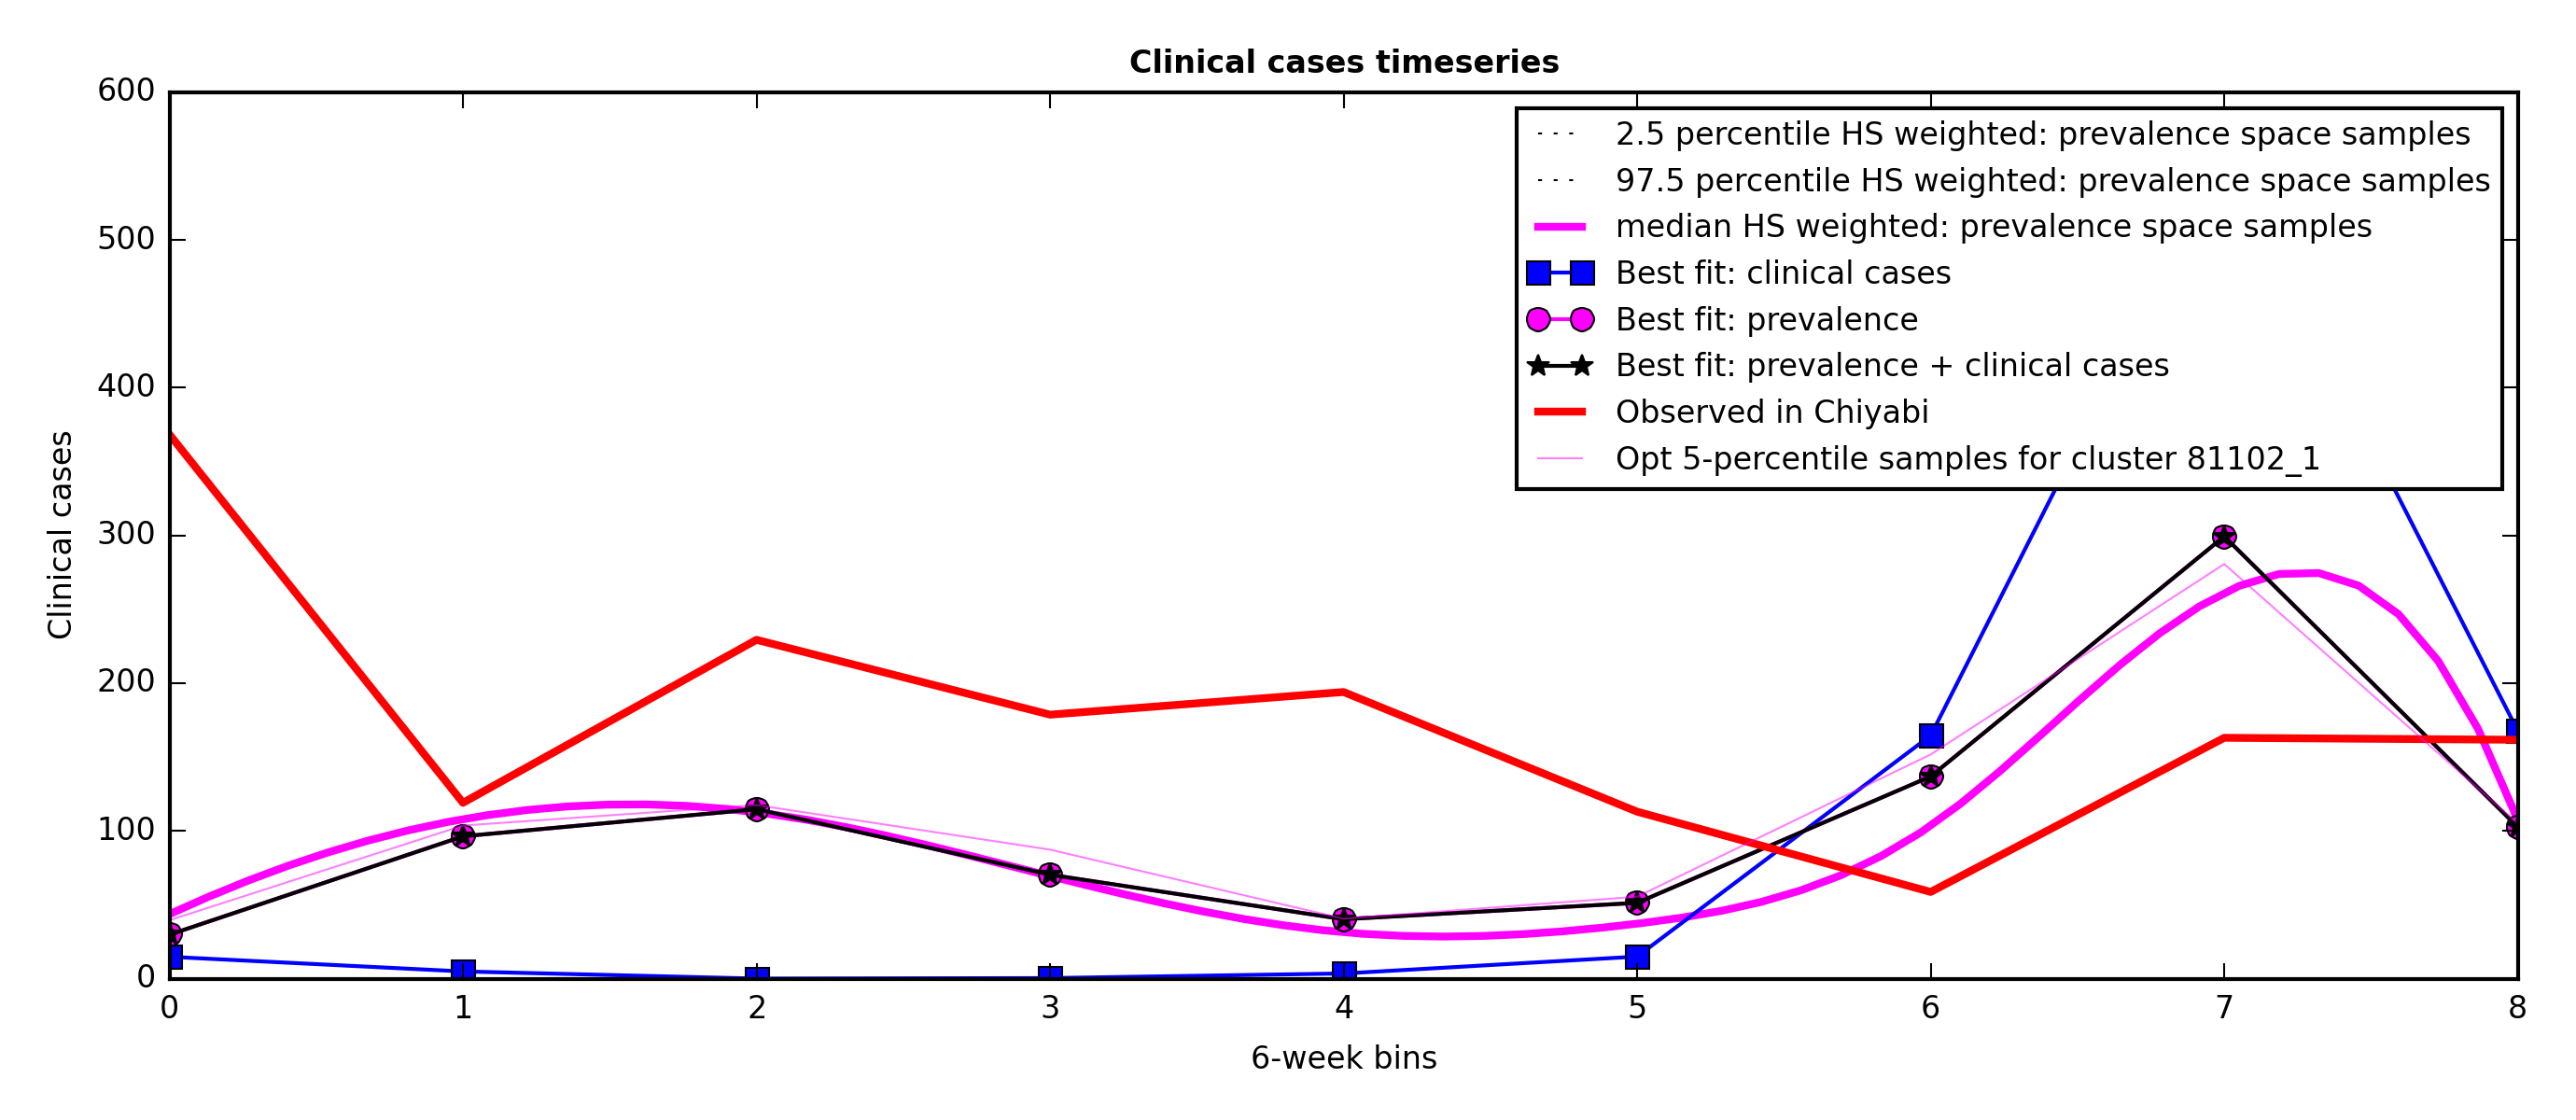 Clinical cases timeseries
600
500
400
300
200
100
0
Clinical cases
2.5 percentile HS weighted: prevalence space samples
97.5 percentile HS weighted: prevalence space samples
median HS weighted: prevalence space samples
Best fit: clinical cases
Best fit: prevalence
Best fit: prevalence + clinical cases
Observed in Chiyabi
Opt 5-percentile samples for cluster 81102_1
0 1 2 3 4 5 6 7 8
6-week bins